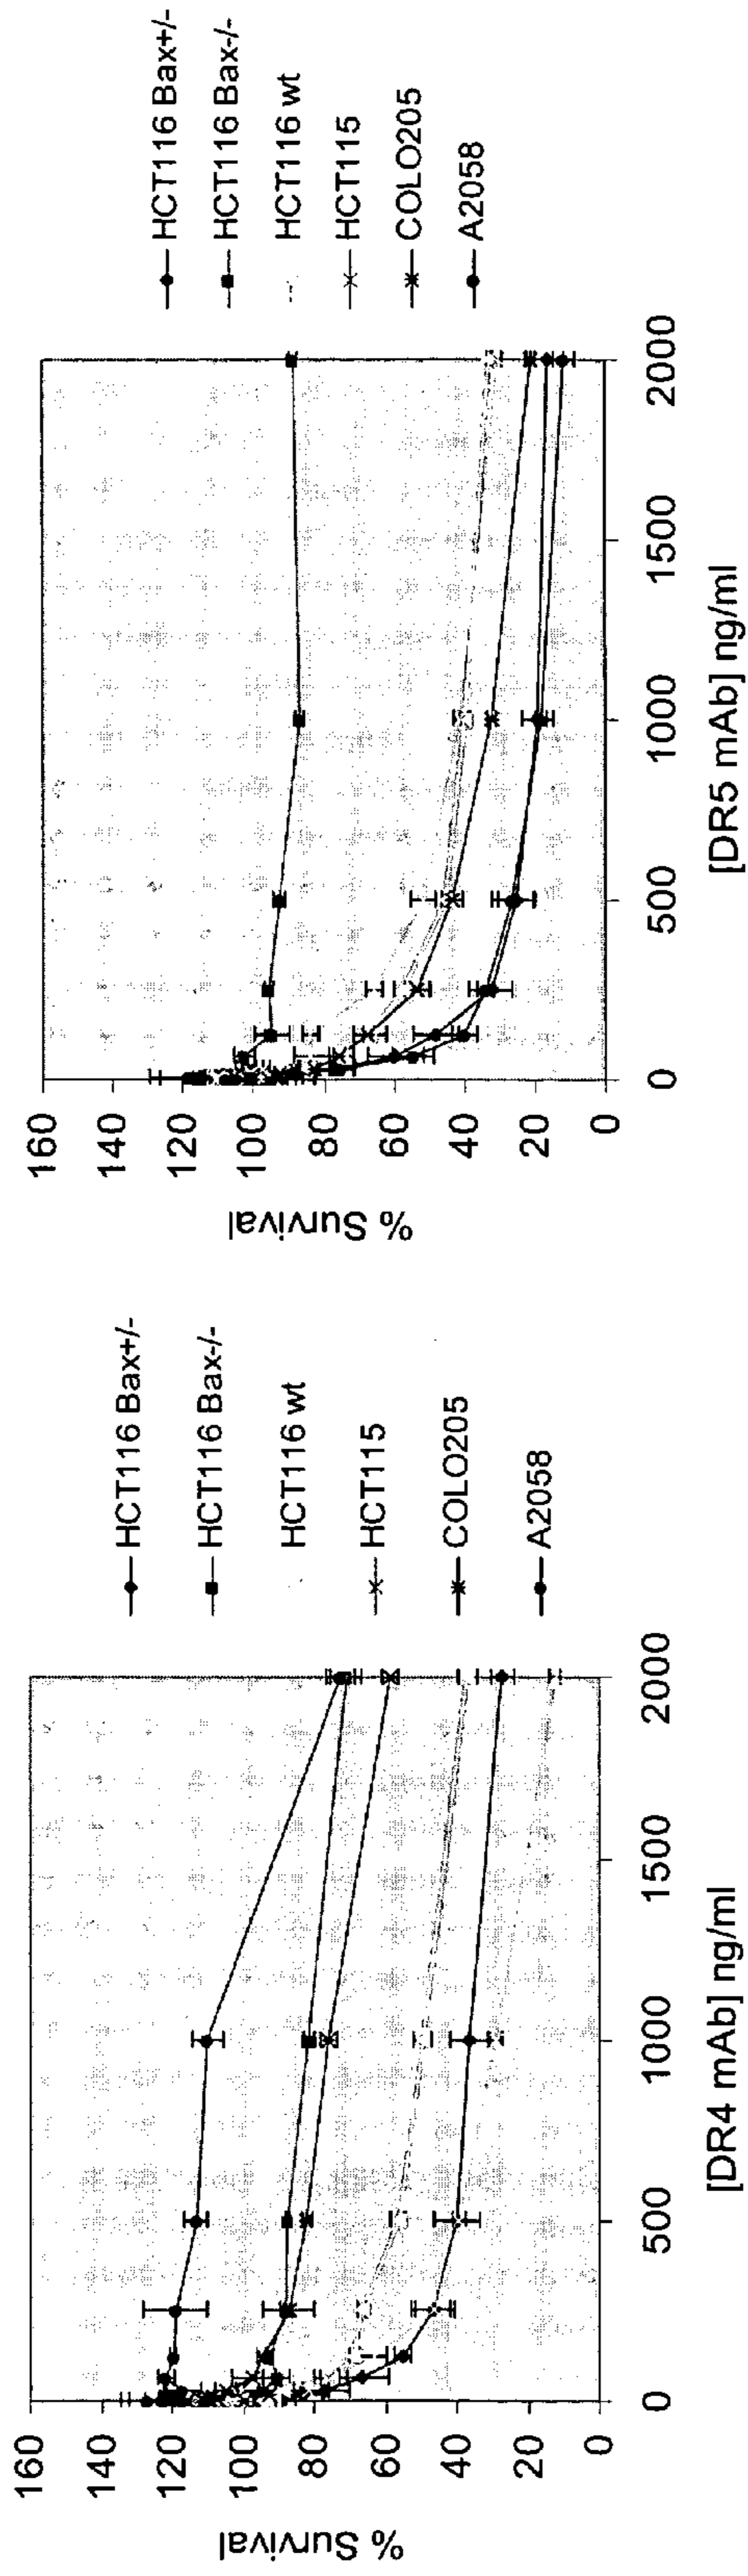 160
140
120
100
80
60
40
20
0
% Survival
0
500
1000
1500
2000
[DR4 mAb] ng/ml
HCT116 Bax+/-
HCT116 Bax-/-
HCT116 wt
HCT115
COLO205
A2058
160
140
120
100
80
60
40
20
0
% Survival
0
500
1000
1500
2000
[DR5 mAb] ng/ml
HCT116 Bax+/-
HCT116 Bax-/-
HCT116 wt
HCT115
COLO205
A2058